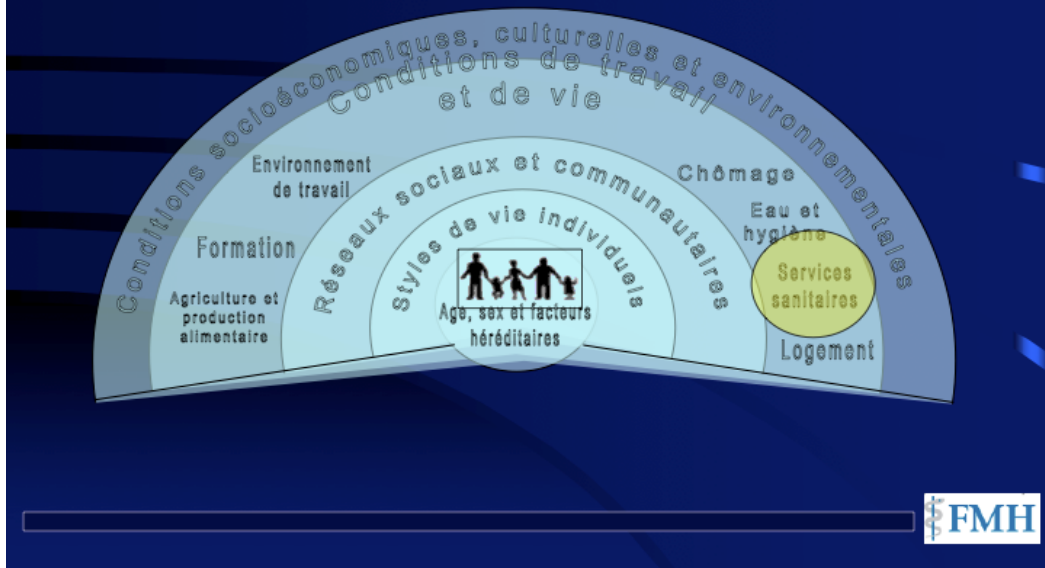 Conditions socioéconomiques, culturelles et environnementales
Conditions de travail
et de vie
Environnement
de travail
Réseaux sociaux et communautaires
Chômage
Eau et
hygiène
Formation
Styles de vie individuels
Services
sanitaires
Agriculture et
production
alimentaire
Age, sex et facteurs
héréditaires
Logement
FMH